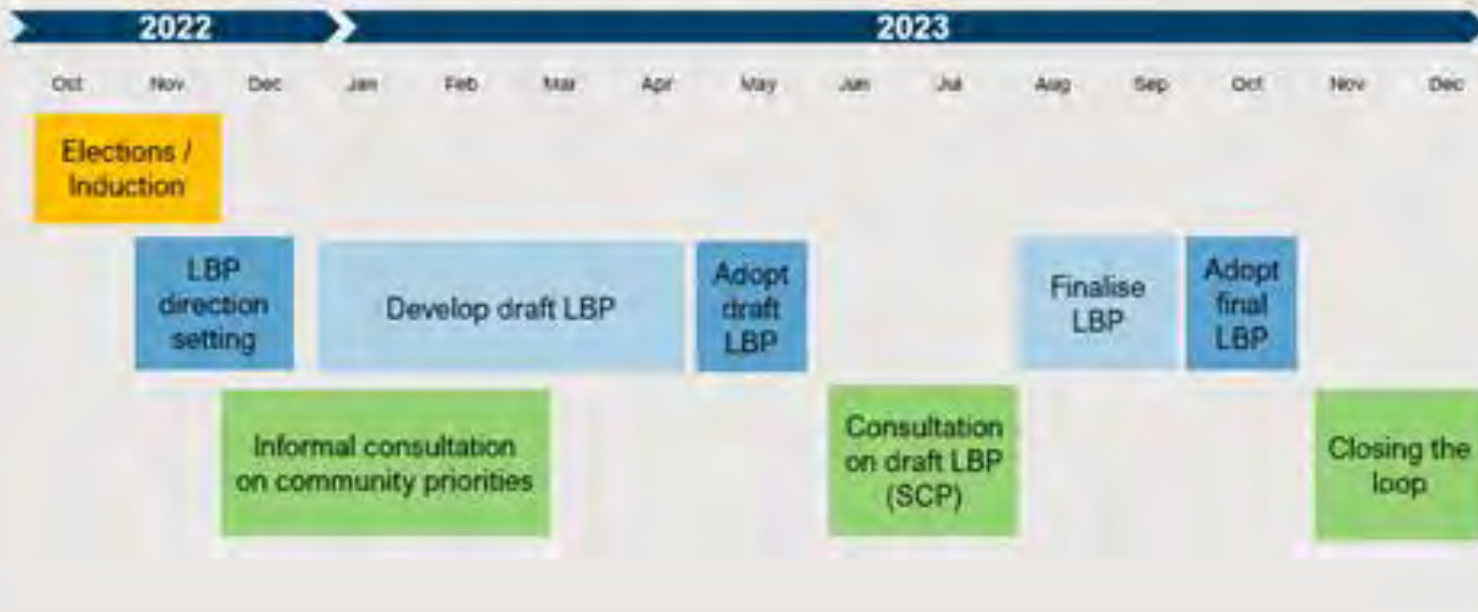 2022 2023
Oct Nov Dec Jan Feb Mar Apr May Jun Jul Aug Sep Oct Nov Dec
Elections /
Induction
LBP
direction
setting
Develop draft LBP
Adopt
draft
LBP
Finalise
LBP
Adopt
final
LBP
Informal consultation
on community priorities
Consultation
on draft LBP
(SCP)
Closing the
loop